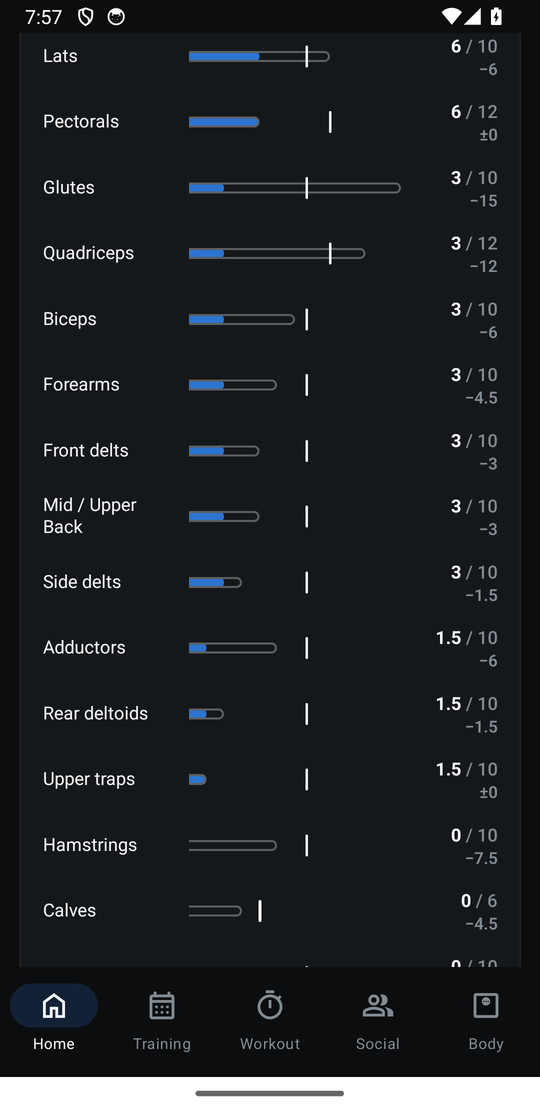 7:57
Lats
6 / 10
−6
Pectorals
6 / 12
±0
Glutes
3 / 10
−15
Quadriceps
3 / 12
−12
Biceps
3 / 10
−6
Forearms
3 / 10
−4.5
Front delts
3 / 10
−3
Mid / Upper
Back
3 / 10
−3
Side delts
3 / 10
−1.5
Adductors
1.5 / 10
−6
Rear deltoids
1.5 / 10
−1.5
Upper traps
1.5 / 10
±0
Hamstrings
0 / 10
−7.5
Calves
0 / 6
−4.5
0 / 10
Home
Training
Workout
Social
Body